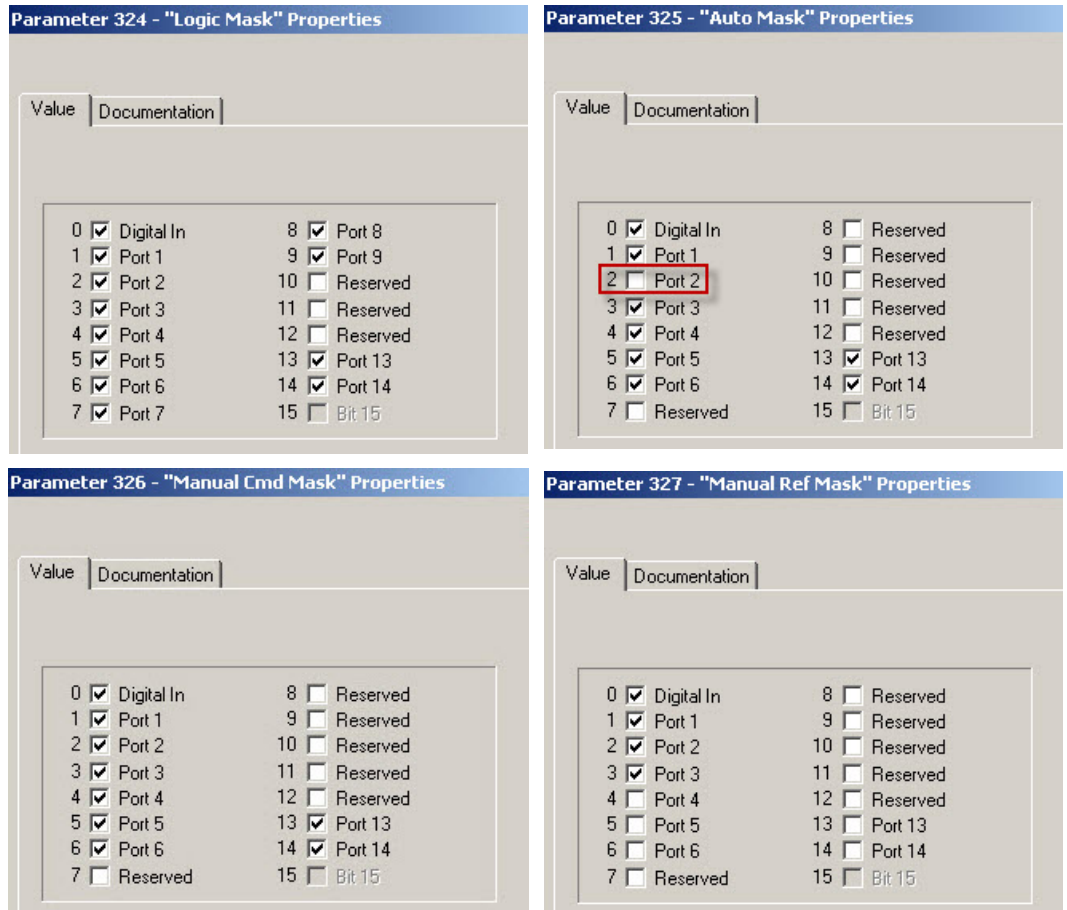 Parameter 324 - "Logic Mask" Properties
Value Documentation
0 Digital In 8 Port 8
1 Port 1 9 Port 9
2 Port 2 10 Reserved
3 Port 3 11 Reserved
4 Port 4 12 Reserved
5 Port 5 13 Port 13
6 Port 6 14 Port 14
7 Port 7 15 Bit 15
Parameter 325 - "Auto Mask" Properties
Value Documentation
0 Digital In 8 Reserved
1 Port 1 9 Reserved
2 Port 2 10 Reserved
3 Port 3 11 Reserved
4 Port 4 12 Reserved
5 Port 5 13 Port 13
6 Port 6 14 Port 14
7 Reserved 15 Bit 15
Parameter 326 - "Manual Cmd Mask" Properties
Value Documentation
0 Digital In 8 Reserved
1 Port 1 9 Reserved
2 Port 2 10 Reserved
3 Port 3 11 Reserved
4 Port 4 12 Reserved
5 Port 5 13 Port 13
6 Port 6 14 Port 14
7 Reserved 15 Bit 15
Parameter 327 - "Manual Ref Mask" Properties
Value Documentation
0 Digital In 8 Reserved
1 Port 1 9 Reserved
2 Port 2 10 Reserved
3 Port 3 11 Reserved
4 Port 4 12 Reserved
5 Port 5 13 Port 13
6 Port 6 14 Port 14
7 Reserved 15 Bit 15